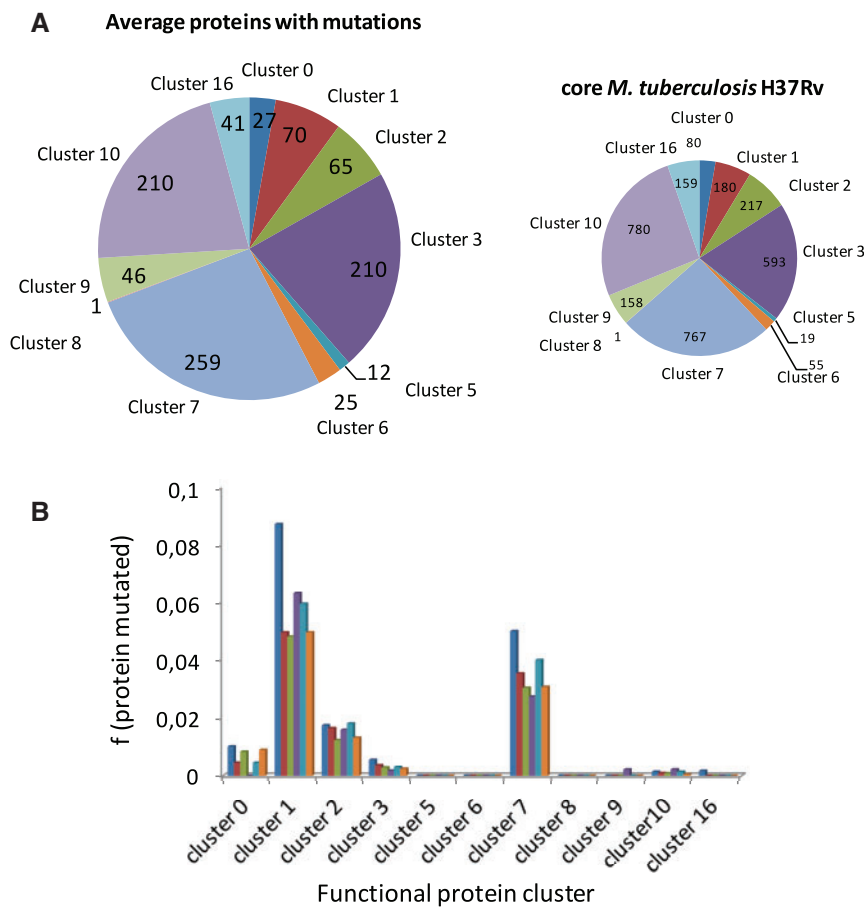 A
Average proteins with mutations
Cluster 0
Cluster 16
Cluster 1
Cluster 2
Cluster 10
Cluster 3
Cluster 9
Cluster 8
Cluster 7
Cluster 5
Cluster 6
27
70
65
210
12
25
259
1
46
210
41
core M. tuberculosis H37Rv
Cluster 0
Cluster 16
Cluster 1
Cluster 2
Cluster 10
Cluster 3
Cluster 9
Cluster 5
Cluster 8
Cluster 7
Cluster 6
80
180
217
593
19
55
767
1
158
780
159
B
f (protein mutated)
0,1
0,08
0,06
0,04
0,02
0
cluster 0
cluster 1
cluster 2
cluster 3
cluster 5
cluster 6
cluster 7
cluster 8
cluster 9
cluster10
cluster 16
Functional protein cluster